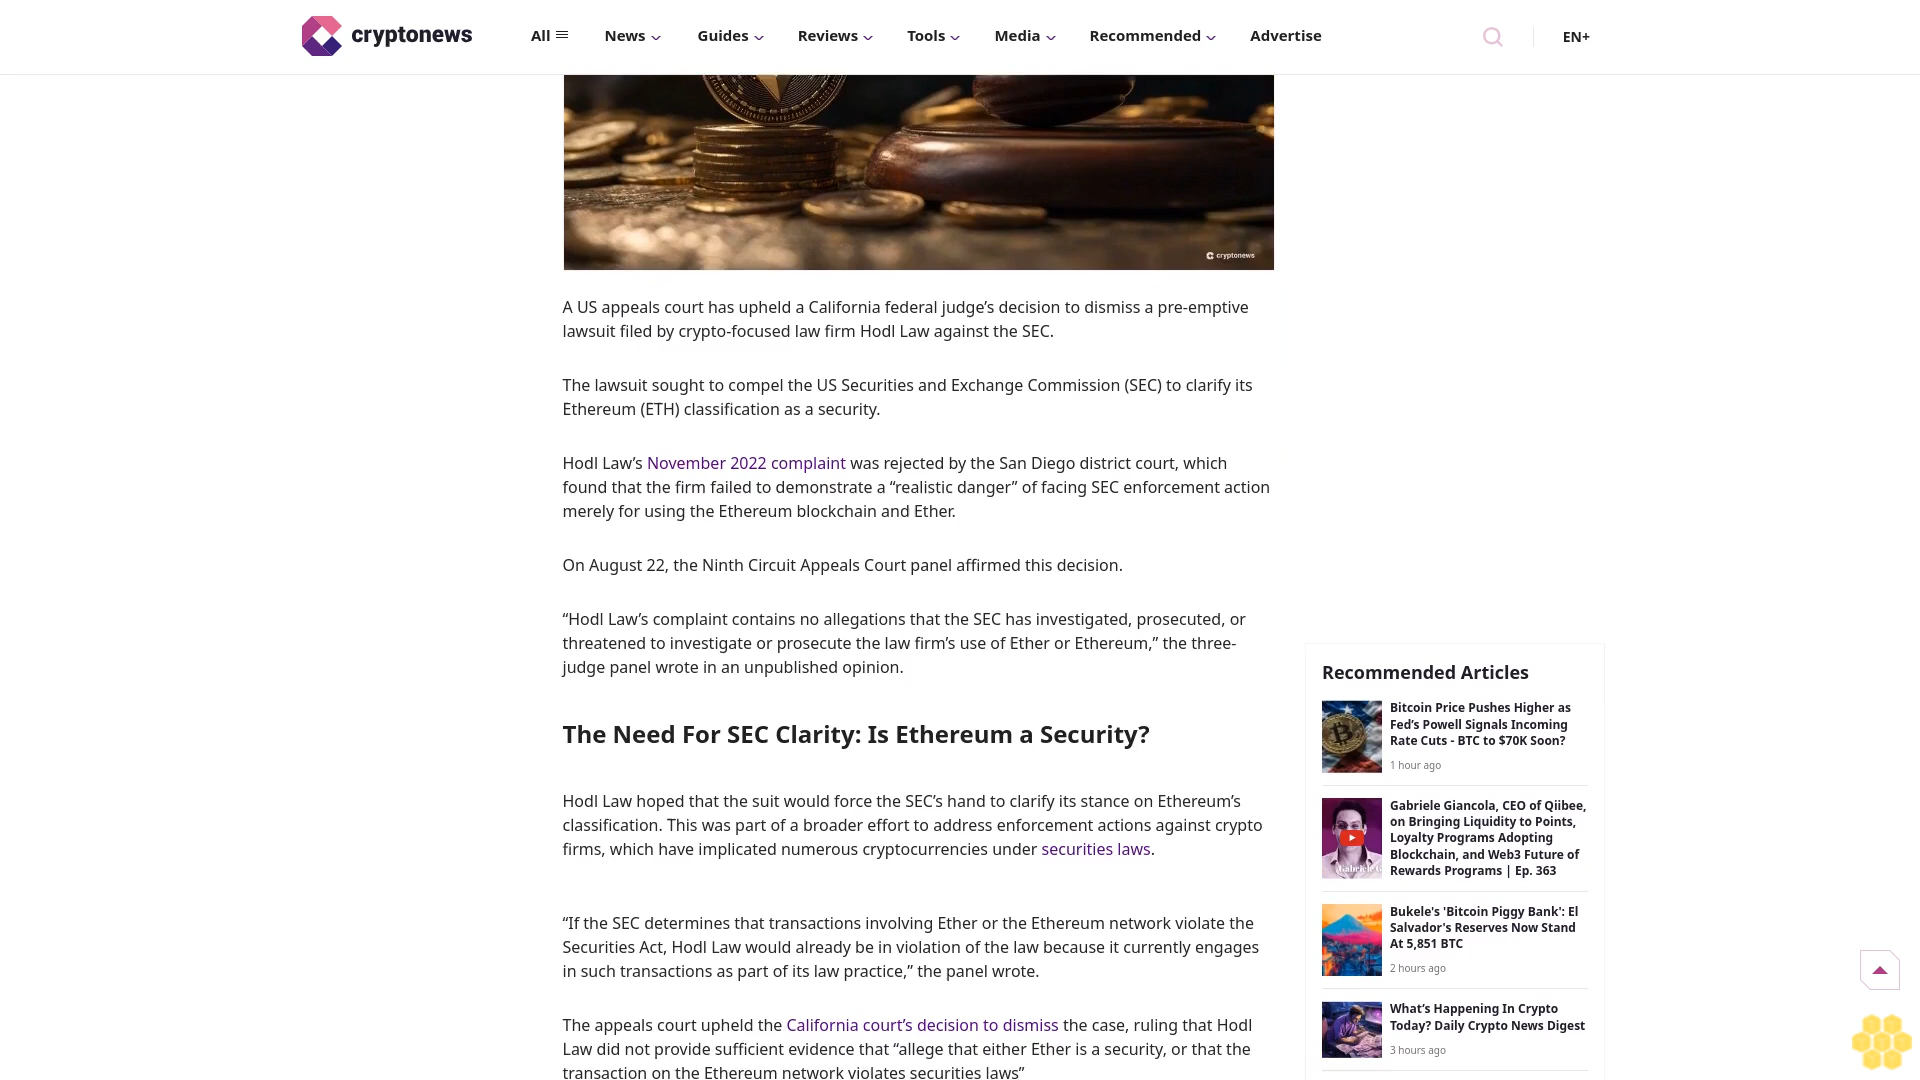 cryptonews
All
News
Guides
Reviews
Tools
Media
Recommended
Advertise
EN+
cryptonews
A US appeals court has upheld a California federal judge’s decision to dismiss a pre-emptive
lawsuit filed by crypto-focused law firm Hodl Law against the SEC.
The lawsuit sought to compel the US Securities and Exchange Commission (SEC) to clarify its
Ethereum (ETH) classification as a security.
Hodl Law’s November 2022 complaint was rejected by the San Diego district court, which
found that the firm failed to demonstrate a “realistic danger” of facing SEC enforcement action
merely for using the Ethereum blockchain and Ether.
On August 22, the Ninth Circuit Appeals Court panel affirmed this decision.
“Hodl Law’s complaint contains no allegations that the SEC has investigated, prosecuted, or
threatened to investigate or prosecute the law firm’s use of Ether or Ethereum,” the three-
judge panel wrote in an unpublished opinion.
The Need For SEC Clarity: Is Ethereum a Security?
Hodl Law hoped that the suit would force the SEC’s hand to clarify its stance on Ethereum’s
classification. This was part of a broader effort to address enforcement actions against crypto
firms, which have implicated numerous cryptocurrencies under securities laws.
“If the SEC determines that transactions involving Ether or the Ethereum network violate the
Securities Act, Hodl Law would already be in violation of the law because it currently engages
in such transactions as part of its law practice,” the panel wrote.
The appeals court upheld the California court’s decision to dismiss the case, ruling that Hodl
Law did not provide sufficient evidence that “allege that either Ether is a security, or that the
transaction on the Ethereum network violates securities laws”
Recommended Articles
Bitcoin Price Pushes Higher as
Fed’s Powell Signals Incoming
Rate Cuts - BTC to $70K Soon?
1 hour ago
Gabriele Giancola, CEO of Qiibee,
on Bringing Liquidity to Points,
Loyalty Programs Adopting
Blockchain, and Web3 Future of
Rewards Programs | Ep. 363
Bukele's 'Bitcoin Piggy Bank': El
Salvador's Reserves Now Stand
At 5,851 BTC
2 hours ago
What’s Happening In Crypto
Today? Daily Crypto News Digest
3 hours ago